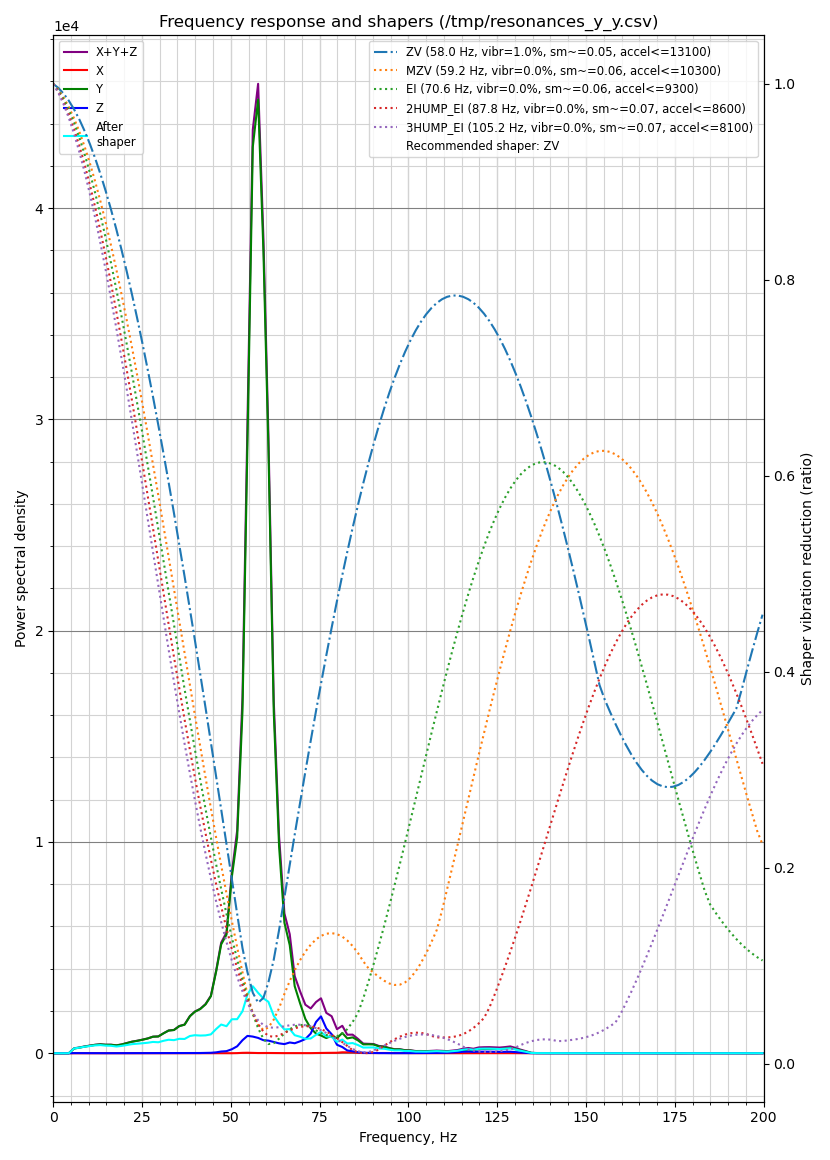 Frequency response and shapers (/tmp/resonances_y_y.csv)
1e4
X+Y+Z
X
Y
Z
After
shaper
ZV (58.0 Hz, vibr=1.0%, sm~=0.05, accel<=13100)
MZV (59.2 Hz, vibr=0.0%, sm~=0.06, accel<=10300)
EI (70.6 Hz, vibr=0.0%, sm~=0.06, accel<=9300)
2HUMP_EI (87.8 Hz, vibr=0.0%, sm~=0.07, accel<=8600)
3HUMP_EI (105.2 Hz, vibr=0.0%, sm~=0.07, accel<=8100)
Recommended shaper: ZV
Power spectral density
4
3
2
1
0
1.0
0.8
0.6
0.4
0.2
0.0
Shaper vibration reduction (ratio)
0 25 50 75 100 125 150 175 200
Frequency, Hz